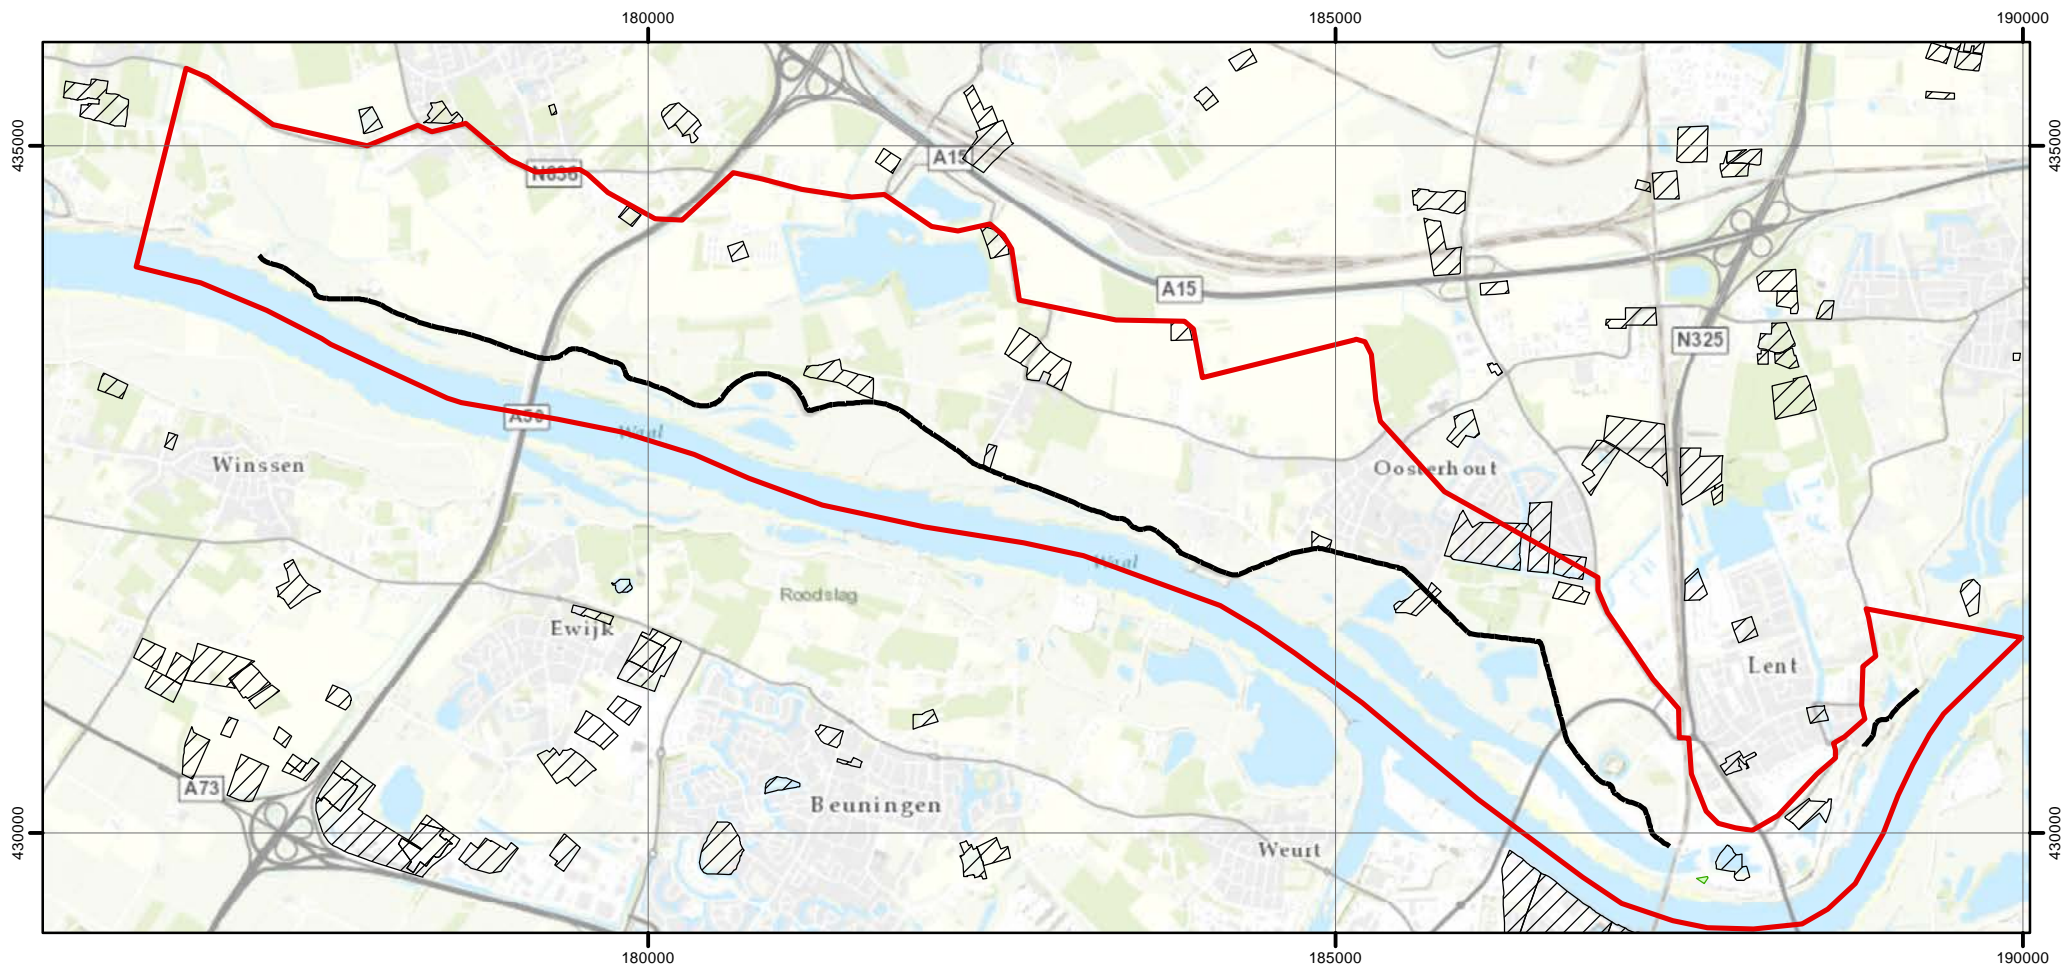 180000
185000
190000
435000
435000
A15
N836
A15
N325
A50
Waal
Winssen
Oosterhout
Waal
Roodslag
Ewijk
Lent
A73
Beuningen
430000
430000
Weurt
180000
185000
190000